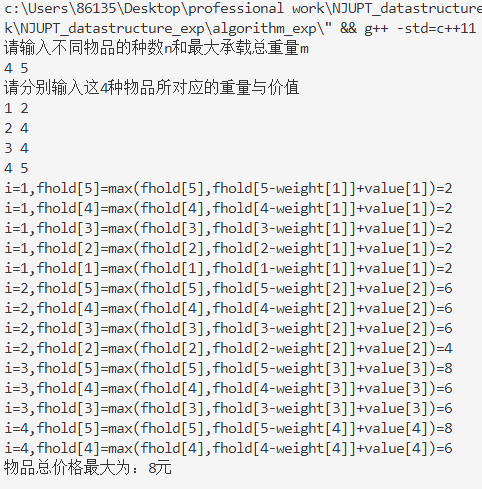 c:\Users\86135\Desktop\professional work\NJUPT_datastructure
k\NJUPT_datastructure_exp\algorithm_exp\" && g++ -std=c++11
请输入不同物品的种数n和最大承载总重量m
4 5
请分别输入这4种物品所对应的重量与价值
1 2
2 4
3 4
4 5
i=1,fhold[5]=max(fhold[5],fhold[5-weight[1]]+value[1])=2
i=1,fhold[4]=max(fhold[4],fhold[4-weight[1]]+value[1])=2
i=1,fhold[3]=max(fhold[3],fhold[3-weight[1]]+value[1])=2
i=1,fhold[2]=max(fhold[2],fhold[2-weight[1]]+value[1])=2
i=1,fhold[1]=max(fhold[1],fhold[1-weight[1]]+value[1])=2
i=2,fhold[5]=max(fhold[5],fhold[5-weight[2]]+value[2])=6
i=2,fhold[4]=max(fhold[4],fhold[4-weight[2]]+value[2])=6
i=2,fhold[3]=max(fhold[3],fhold[3-weight[2]]+value[2])=6
i=2,fhold[2]=max(fhold[2],fhold[2-weight[2]]+value[2])=4
i=3,fhold[5]=max(fhold[5],fhold[5-weight[3]]+value[3])=8
i=3,fhold[4]=max(fhold[4],fhold[4-weight[3]]+value[3])=6
i=3,fhold[3]=max(fhold[3],fhold[3-weight[3]]+value[3])=6
i=4,fhold[5]=max(fhold[5],fhold[5-weight[4]]+value[4])=8
i=4,fhold[4]=max(fhold[4],fhold[4-weight[4]]+value[4])=6
物品总价格最大为：8元